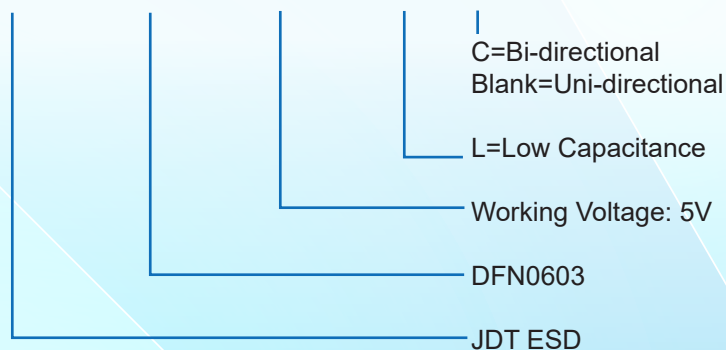 C=Bi-directional
Blank=Uni-directional
L=Low Capacitance
Working Voltage: 5V
DFN0603
JDT ESD